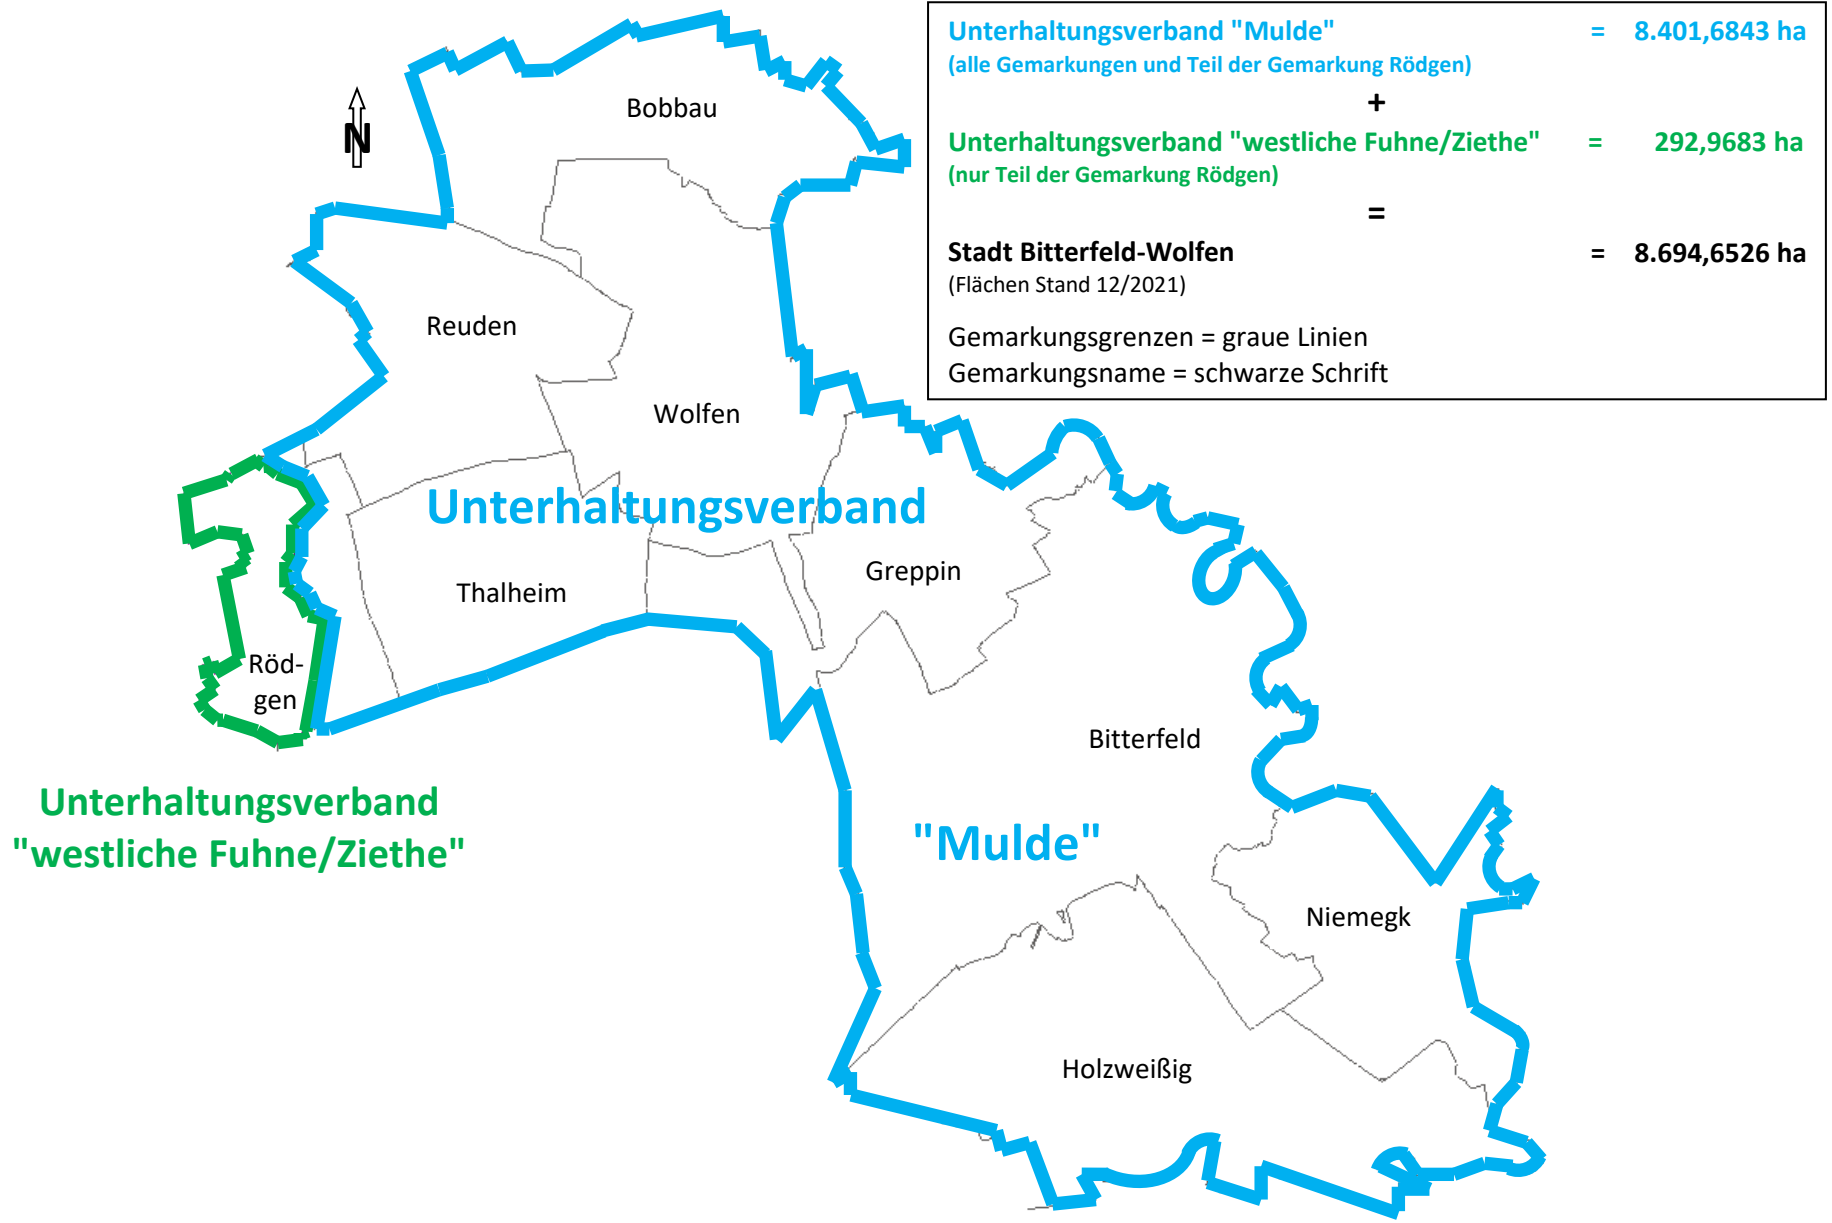 Unterhaltungsverband "Mulde" = 8.401,6843 ha
(alle Gemarkungen und Teil der Gemarkung Rödgen)
+
Unterhaltungsverband "westliche Fuhne/Ziethe" = 292,9683 ha
(nur Teil der Gemarkung Rödgen)
=
Stadt Bitterfeld-Wolfen = 8.694,6526 ha
(Flächen Stand 12/2021)
Gemarkungsgrenzen = graue Linien
Gemarkungsname = schwarze Schrift
N
Bobbau
Reuden
Wolfen
Unterhaltungsverband
Greppin
Thalheim
Röd-
gen
Bitterfeld
Unterhaltungsverband
"westliche Fuhne/Ziethe"
"Mulde"
Niemegk
Holzweißig